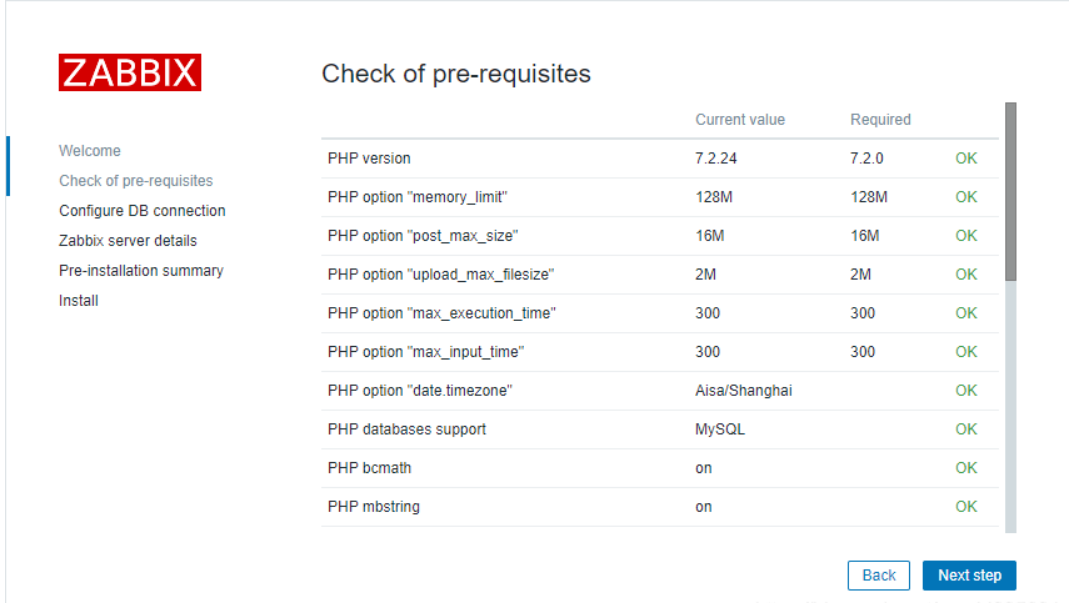 ZABBIX
Welcome
Check of pre-requisites
Configure DB connection
Zabbix server details
Pre-installation summary
Install
Check of pre-requisites
Current value Required
PHP version 7.2.24 7.2.0 OK
PHP option "memory_limit" 128M 128M OK
PHP option "post_max_size" 16M 16M OK
PHP option "upload_max_filesize" 2M 2M OK
PHP option "max_execution_time" 300 300 OK
PHP option "max_input_time" 300 300 OK
PHP option "date.timezone" Aisa/Shanghai OK
PHP databases support MySQL OK
PHP bcmath on OK
PHP mbstring on OK
Back Next step